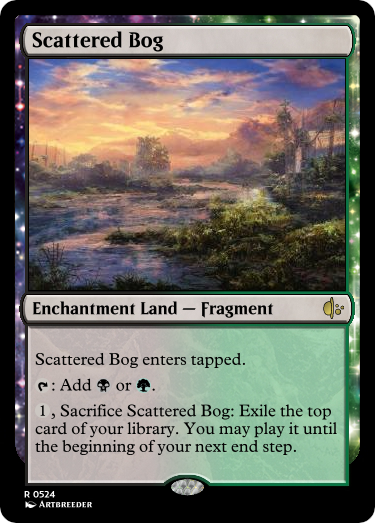 Scattered Bog
Enchantment Land — Fragment
Scattered Bog enters tapped.
: Add or .
1 , Sacrifice Scattered Bog: Exile the top
card of your library. You may play it until
the beginning of your next end step.
R 0524
Artbreeder